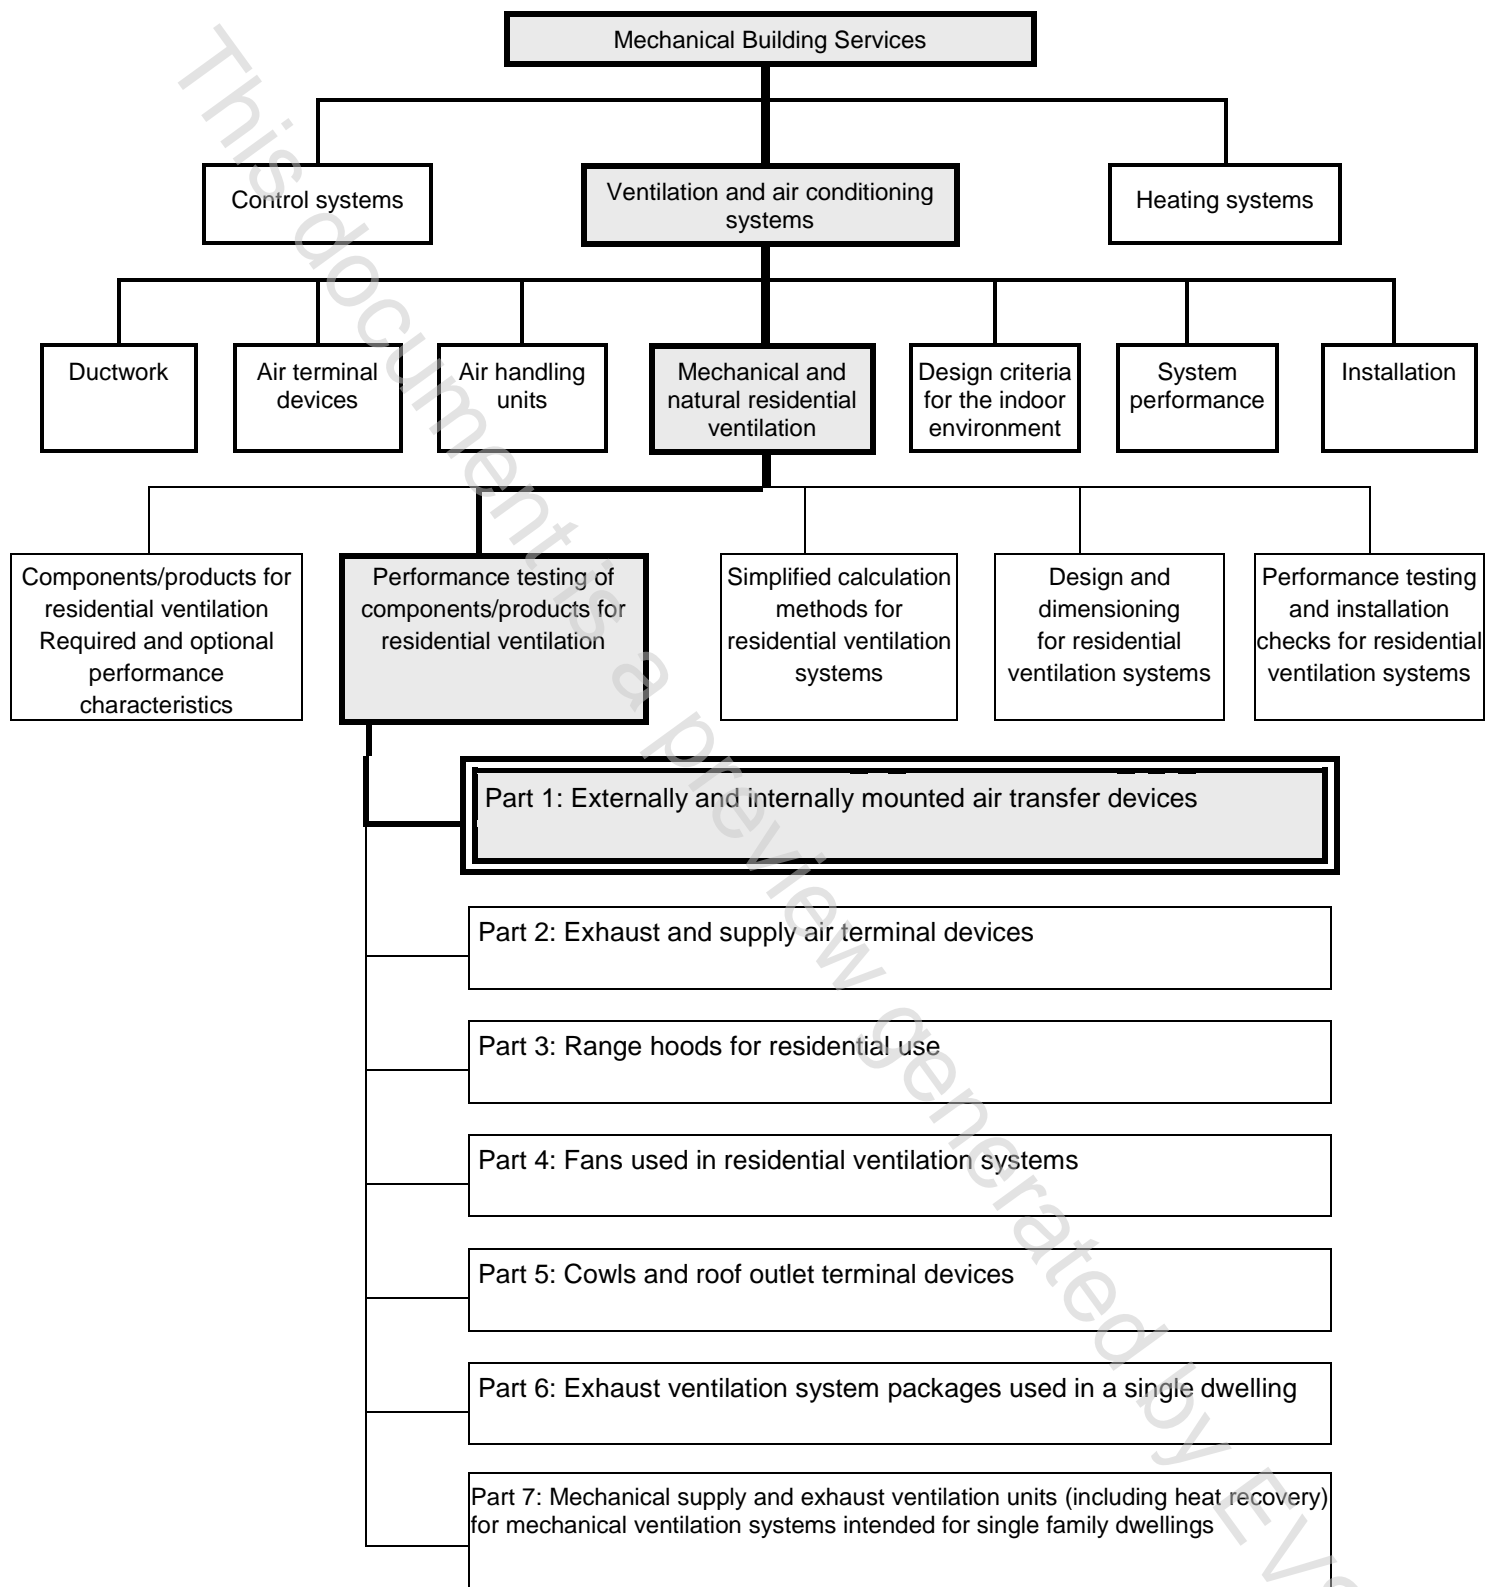 Mechanical Building Services
Control systems
Ventilation and air conditioning
systems
Heating systems
Ductwork
Air terminal
devices
Air handling
units
Mechanical and
natural residential
ventilation
Design criteria
for the indoor
environment
System
performance
Installation
Components/products for
residential ventilation
Required and optional
performance
characteristics
Performance testing of
components/products for
residential ventilation
Simplified calculation
methods for
residential ventilation
systems
Design and
dimensioning
for residential
ventilation systems
Performance testing
and installation
checks for residential
ventilation systems
Part 1: Externally and internally mounted air transfer devices
Part 2: Exhaust and supply air terminal devices
Part 3: Range hoods for residential use
Part 4: Fans used in residential ventilation systems
Part 5: Cowls and roof outlet terminal devices
Part 6: Exhaust ventilation system packages used in a single dwelling
Part 7: Mechanical supply and exhaust ventilation units (including heat recovery)
for mechanical ventilation systems intended for single family dwellings
This document is a preview generated by EVS